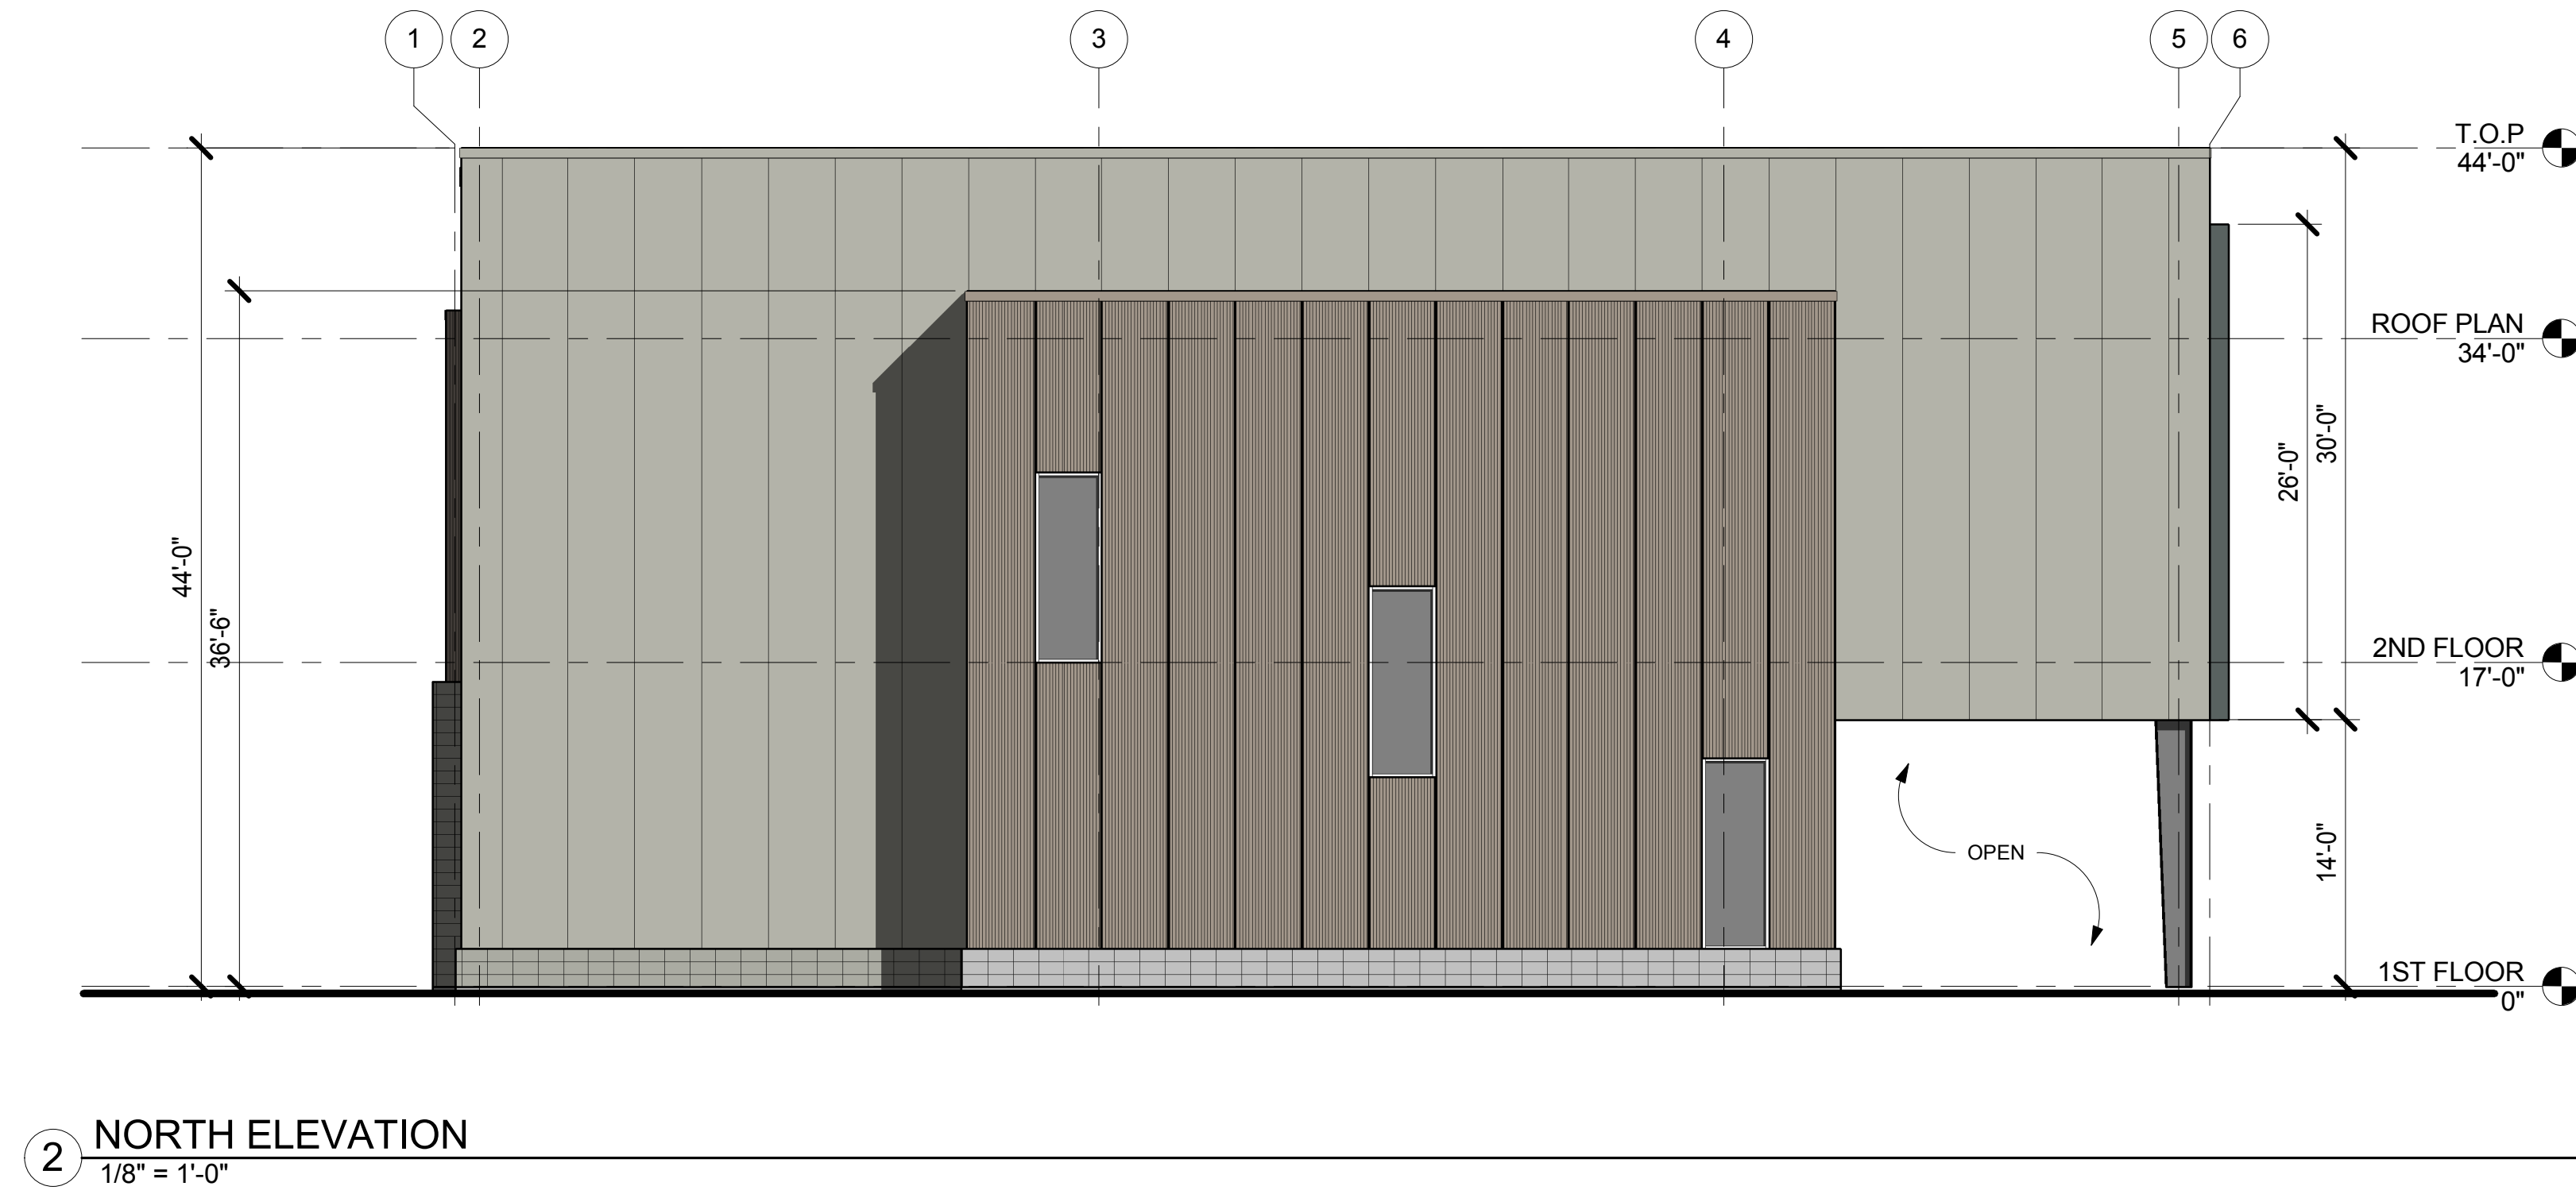 1
2
3
4
5
6
T.O.P
44'-0"
ROOF PLAN
34'-0"
44'-0"
36'-6"
26'-0"
30'-0"
2ND FLOOR
17'-0"
OPEN
14'-0"
1ST FLOOR
0"
2
NORTH ELEVATION
1/8" = 1'-0"